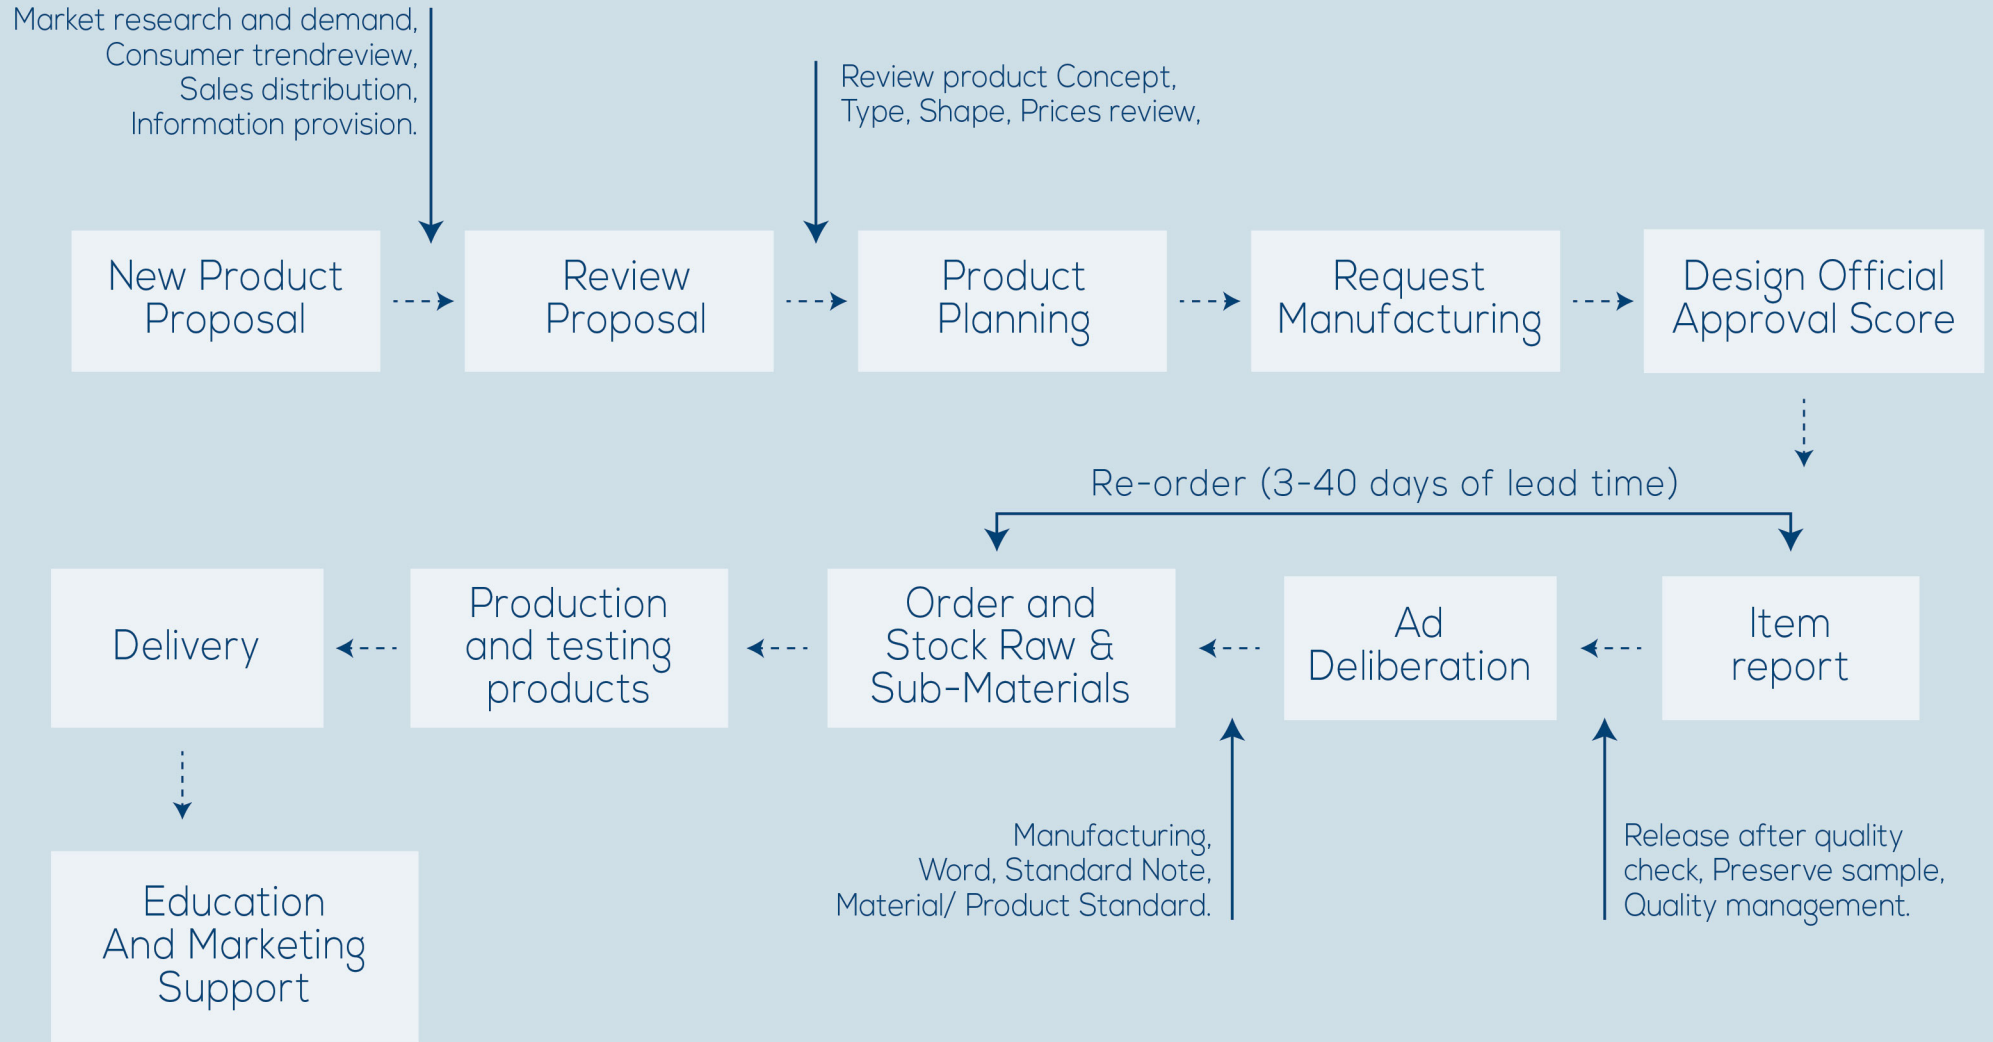 Market research and demand,
Consumer trendreview,
Sales distribution,
Information provision.
Review product Concept,
Type, Shape, Prices review,
New Product
Proposal
Review
Proposal
Product
Planning
Request
Manufacturing
Design Official
Approval Score
Re-order (3-40 days of lead time)
Item
report
Ad
Deliberation
Order and
Stock Raw &
Sub-Materials
Production
and testing
products
Delivery
Release after quality
check, Preserve sample,
Quality management.
Manufacturing,
Word, Standard Note,
Material/ Product Standard.
Education
And Marketing
Support